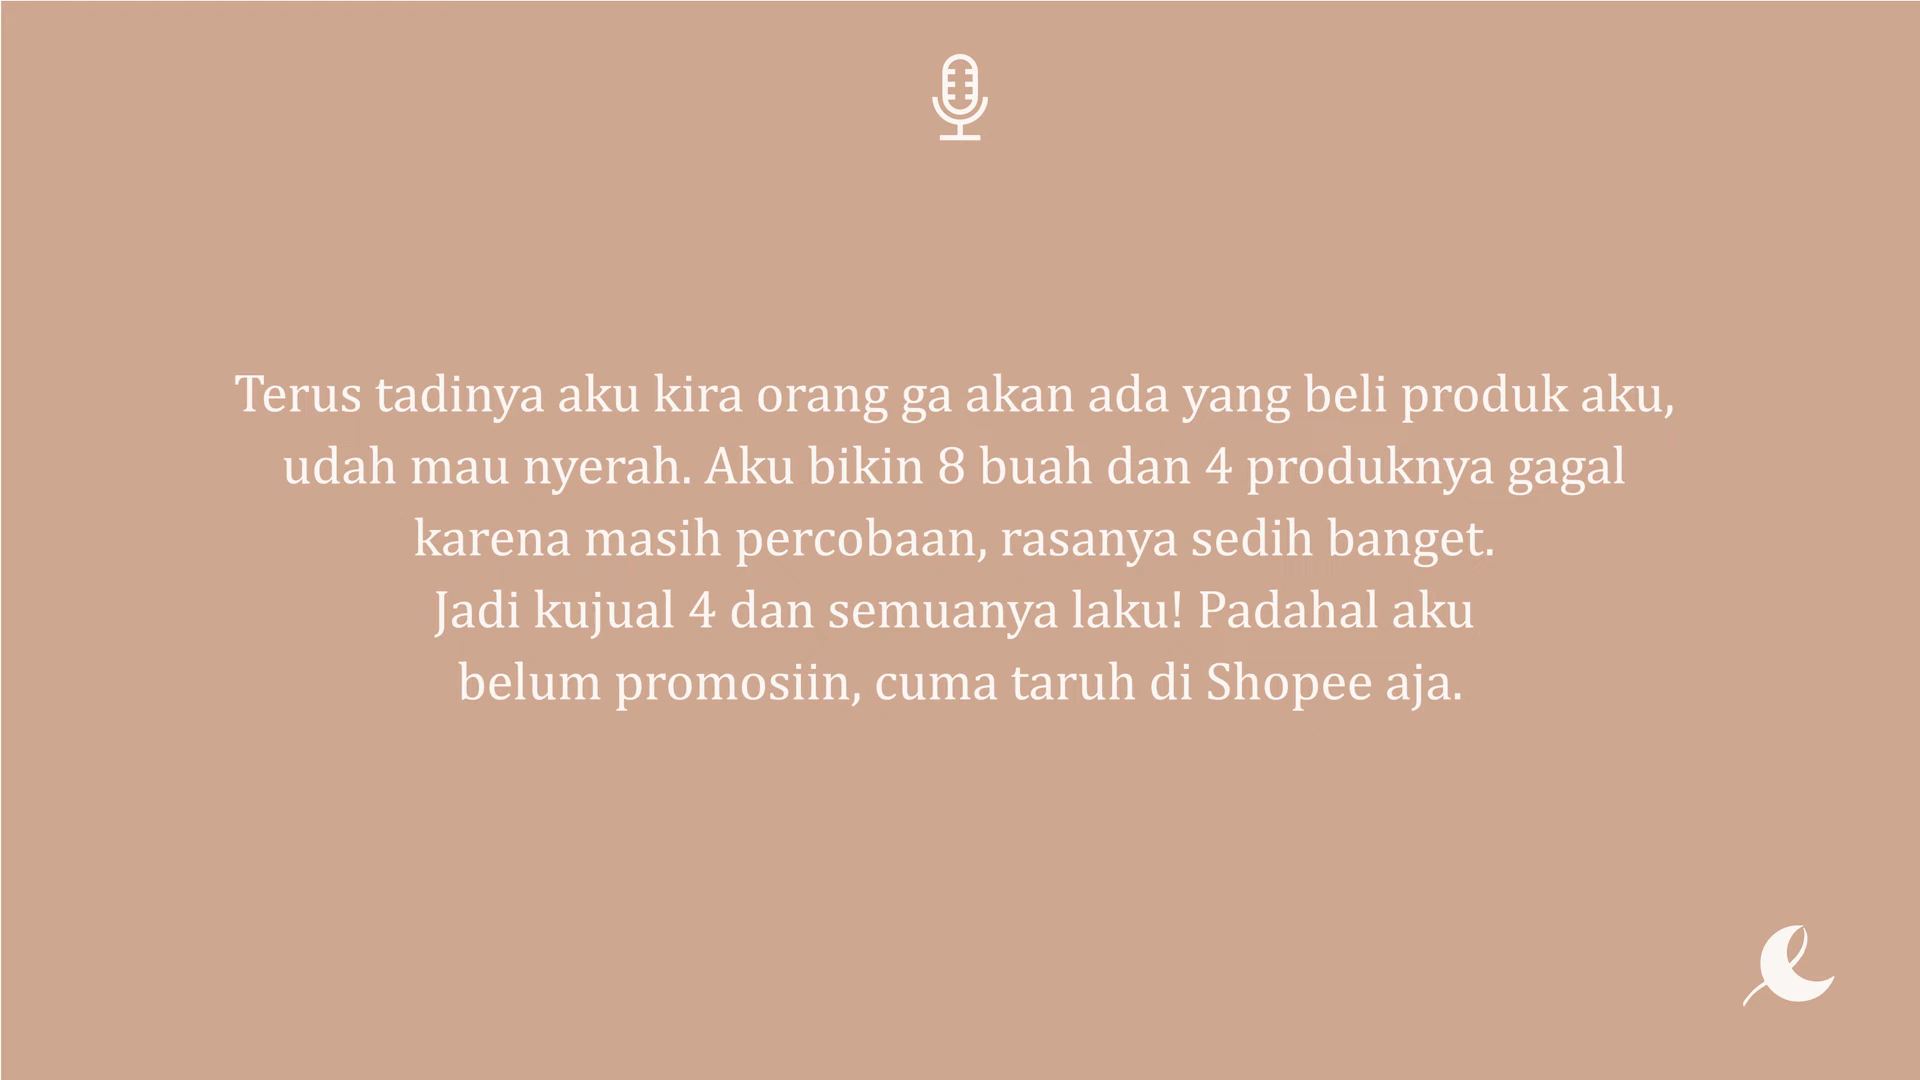 Terus tadinya aku kira orang ga akan ada yang beli produk aku,
udah mau nyerah. Aku bikin 8 buah dan 4 produknya gagal
karena masih percobaan, rasanya sedih banget.
Jadi kujual 4 dan semuanya laku! Padahal aku
belum promosiin, cuma taruh di Shopee aja.